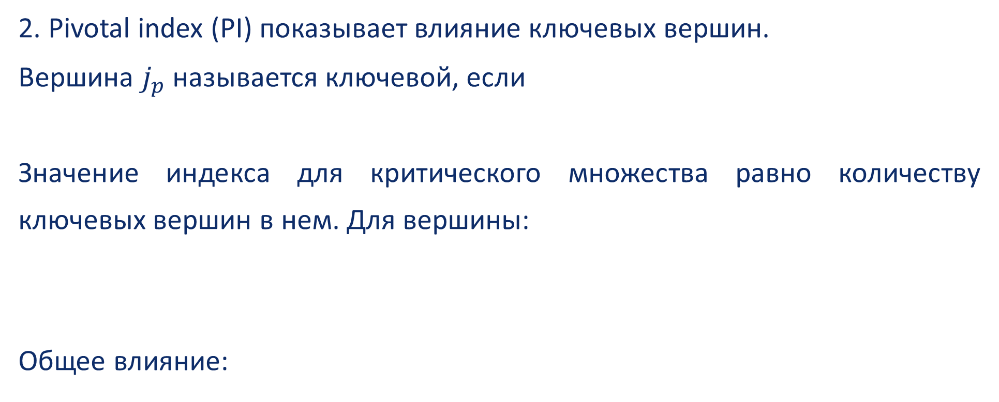 2. Pivotal index (PI) показывает влияние ключевых вершин.
Вершина j_p называется ключевой, если
Значение индекса для критического множества равно количеству
ключевых вершин в нем. Для вершины:
Общее влияние: